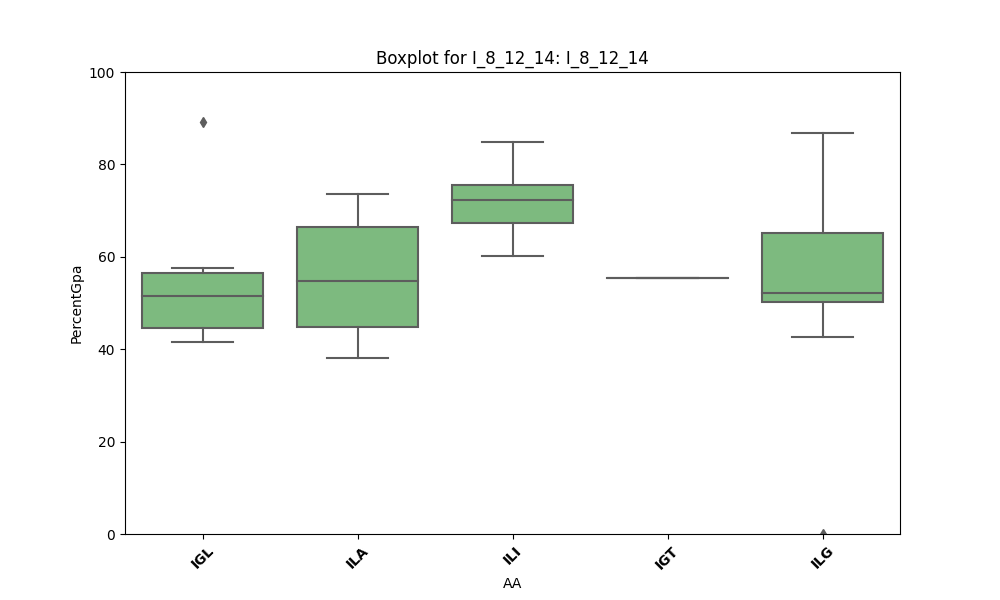 Boxplot for I_8_12_14: I_8_12_14
100
80
60
40
20
0
PercentGpa
IGL
ILA
ILI
IGT
ILG
AA